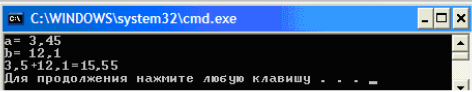 C:\WINDOWS\system32\cmd.exe
a= 3,45
b= 12,1
3,5+12,1=15,55
Для продолжения нажмите любую клавишу . . . _